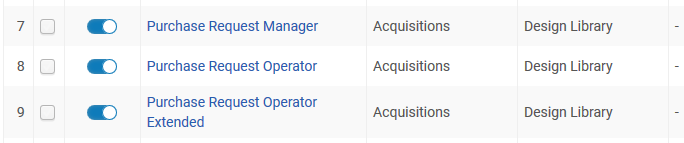 7 Purchase Request Manager Acquisitions Design Library -
8 Purchase Request Operator Acquisitions Design Library -
9 Purchase Request Operator Extended Acquisitions Design Library -